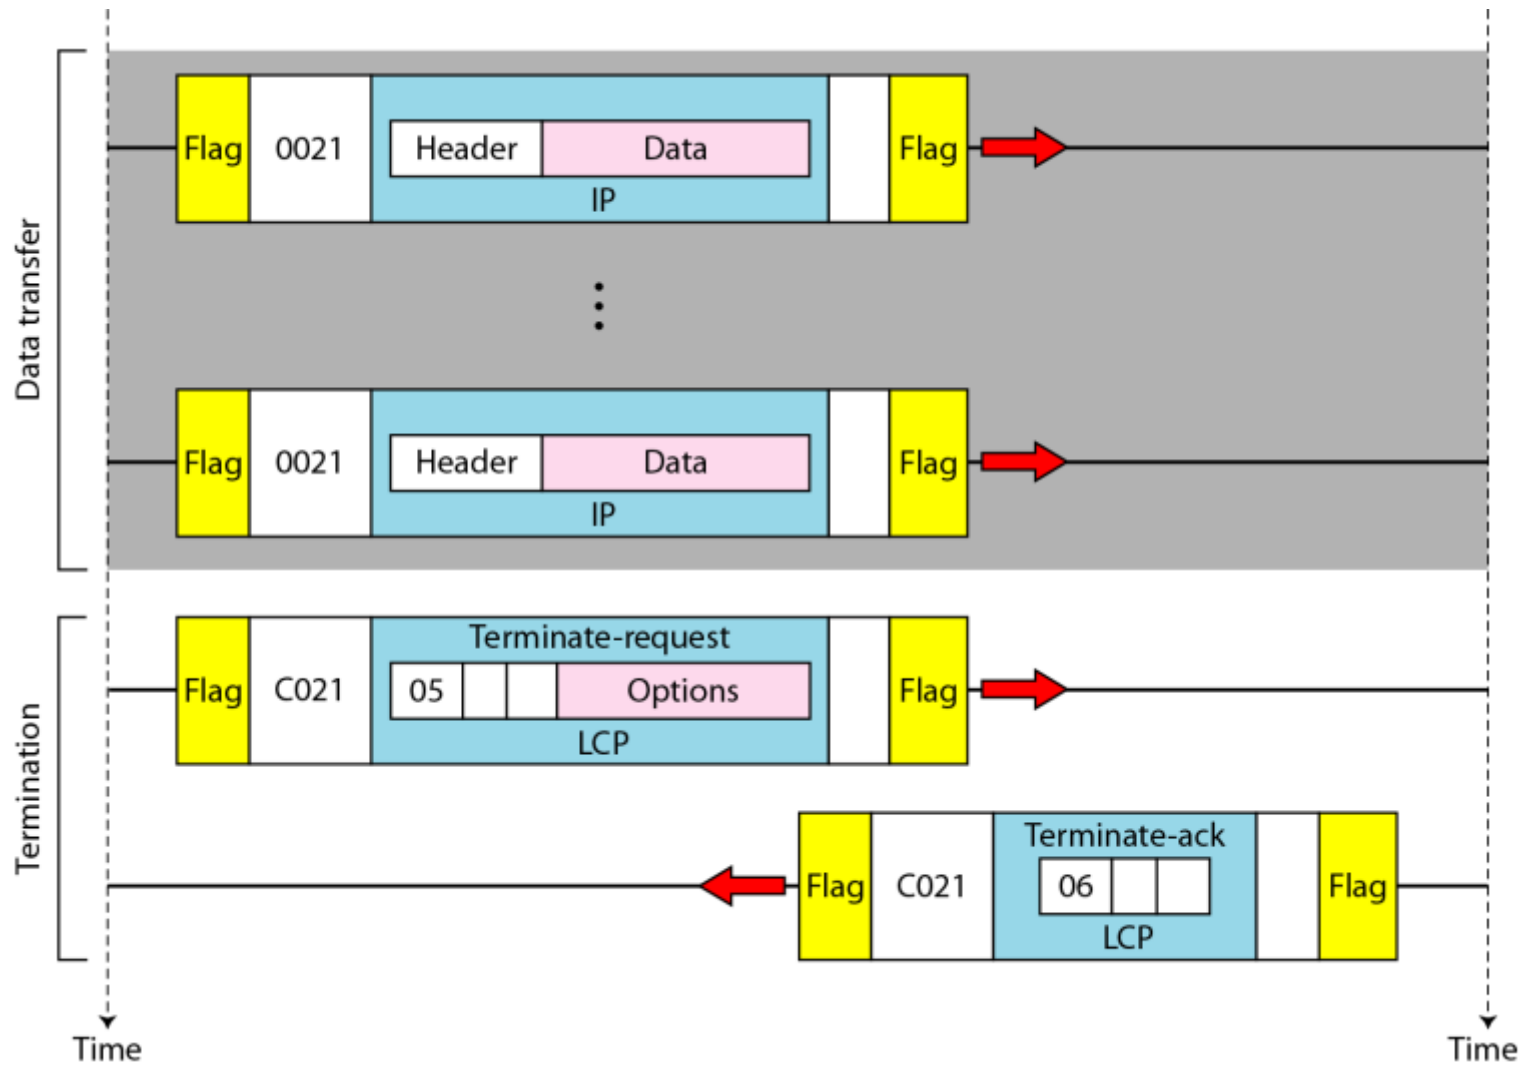 Data transfer
Flag 0021 Header Data Flag
IP
Flag 0021 Header Data Flag
IP
Termination
Terminate-request
Flag C021 05 Options Flag
LCP
Terminate-ack
Flag C021 06 Flag
LCP
Time Time